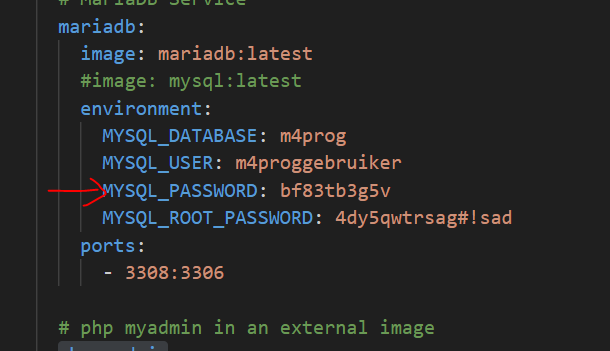 # MariaDB Service
mariadb:
image: mariadb:latest
#image: mysql:latest
environment:
MYSQL_DATABASE: m4prog
MYSQL_USER: m4proggebruiker
MYSQL_PASSWORD: bf83tb3g5v
MYSQL_ROOT_PASSWORD: 4dy5qwtrsag#!sad
ports:
- 3308:3306
# php myadmin in an external image